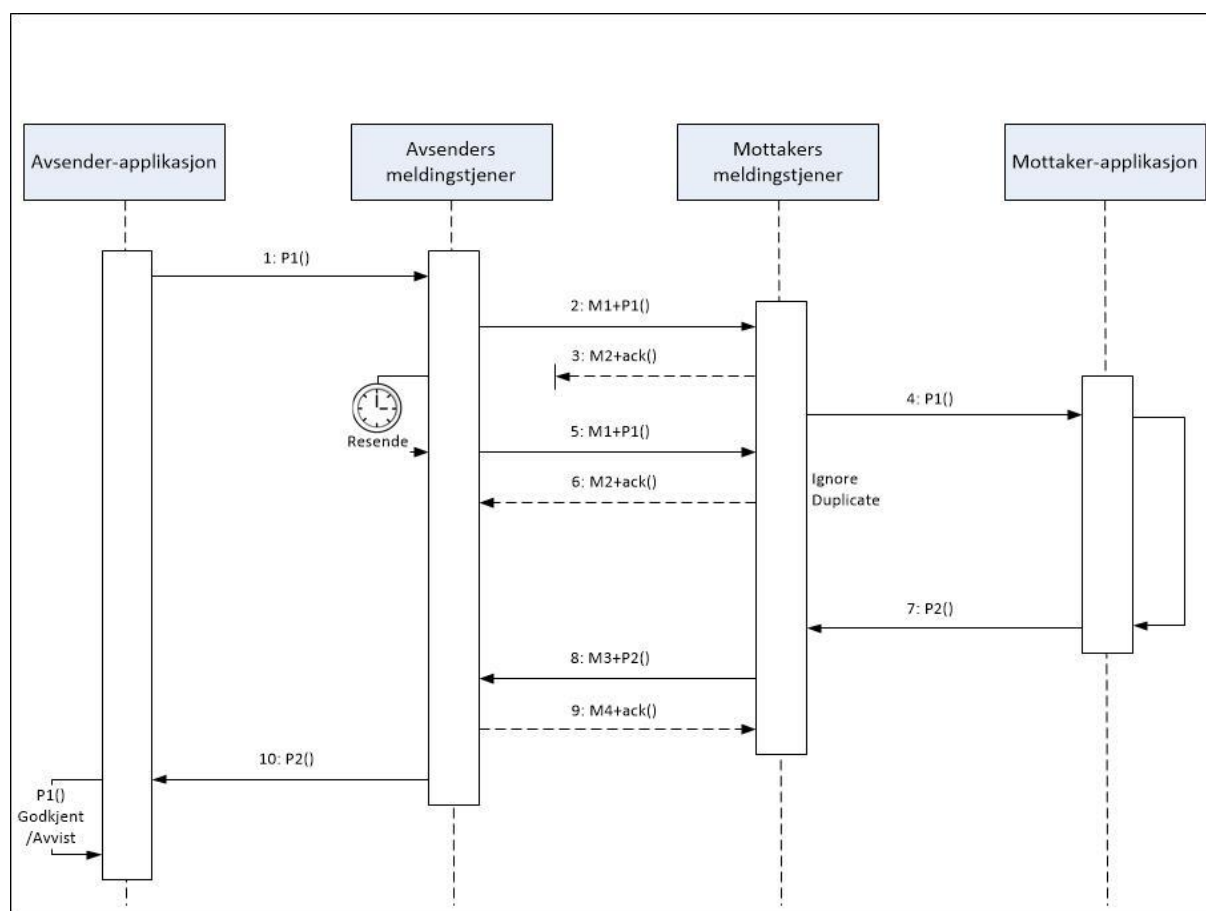 Avsender-applikasjon
Avsenders
meldingstjener
Mottakers
meldingstjener
Mottaker-applikasjon
1: P1()
2: M1+P1()
3: M2+ack()
4: P1()
Resende
5: M1+P1()
6: M2+ack()
Ignore
Duplicate
7: P2()
8: M3+P2()
9: M4+ack()
10: P2()
P1()
Godkjent
/Avvist